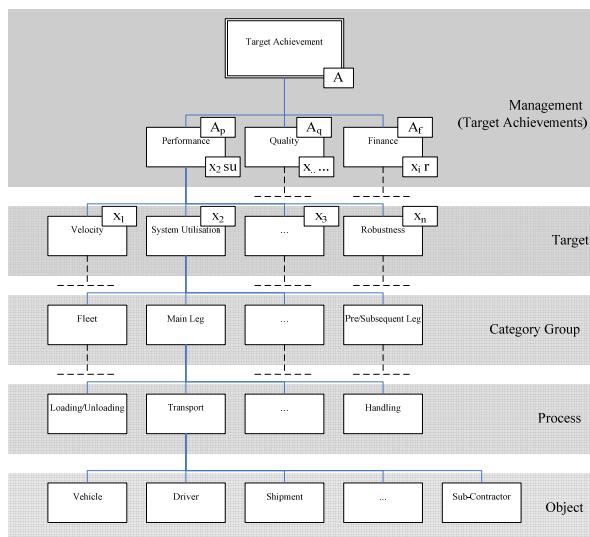 Target Achievement
A
Management
(Target Achievements)
Ap
Aq
Af
Performance
Quality
Finance
x2 su
x.. ...
xi r
x1
x2
x3
xn
Velocity
System Utilisation
...
Robustness
Target
Fleet
Main Leg
...
Pre/Subsequent Leg
Category Group
Loading/Unloading
Transport
...
Handling
Process
Vehicle
Driver
Shipment
...
Sub-Contractor
Object